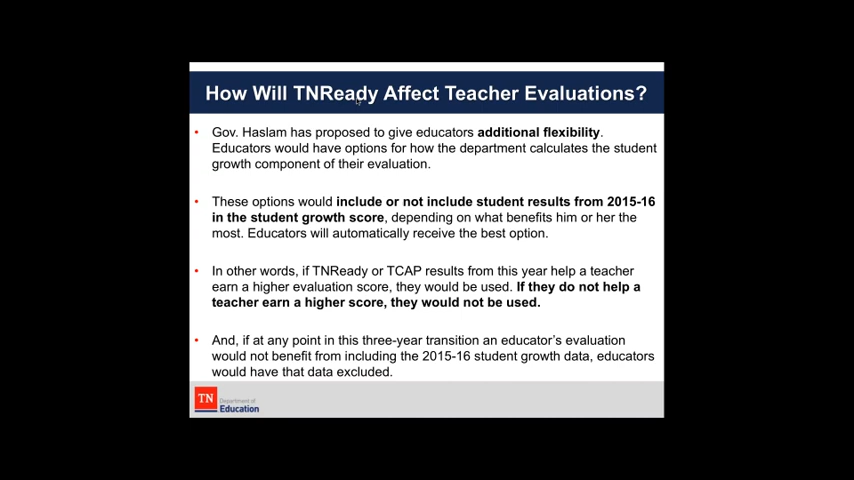 How Will TNReady Affect Teacher Evaluations?
• Gov. Haslam has proposed to give educators additional flexibility.
Educators would have options for how the department calculates the student
growth component of their evaluation.
• These options would include or not include student results from 2015-16
in the student growth score, depending on what benefits him or her the
most. Educators will automatically receive the best option.
• In other words, if TNReady or TCAP results from this year help a teacher
earn a higher evaluation score, they would be used. If they do not help a
teacher earn a higher score, they would not be used.
• And, if at any point in this three-year transition an educator's evaluation
would not benefit from including the 2015-16 student growth data, educators
would have that data excluded.
TN
Department of
Education